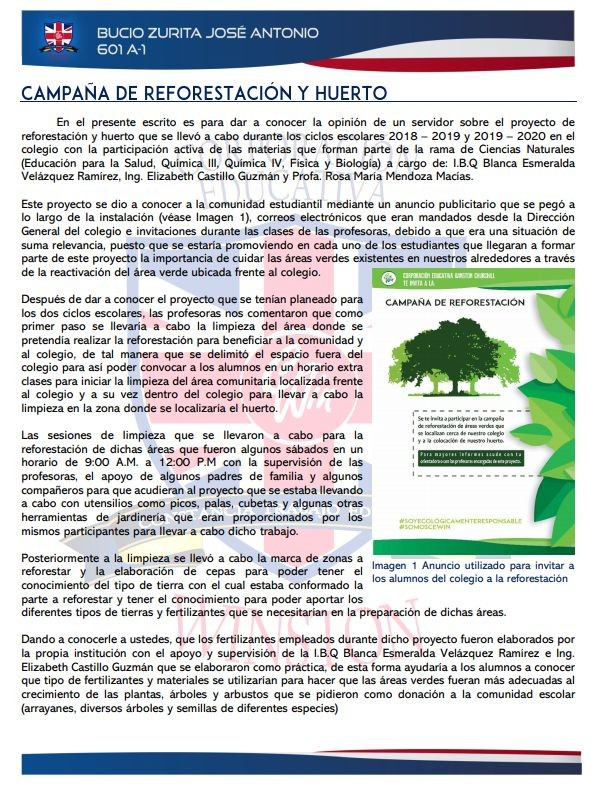 BUCIO ZURITA JOSÉ ANTONIO
601 A-1
CAMPAÑA DE REFORESTACIÓN Y HUERTO
En el presente escrito es para dar a conocer la opinión de un servidor sobre el proyecto de
reforestación y huerto que se llevó a cabo durante los ciclos escolares 2018 – 2019 y 2019 – 2020 en el
colegio con la participación activa de las materias que forman parte de la rama de Ciencias Naturales
(Educación para la Salud, Química III, Química IV, Física y Biología) a cargo de: I.B.Q Blanca Esmeralda
Velázquez Ramírez, Ing. Elizabeth Castillo Guzmán y Profa. Rosa María Mendoza Macías.
Este proyecto se dio a conocer a la comunidad estudiantil mediante un anuncio publicitario que se pegó a
lo largo de la instalación (véase Imagen 1), correos electrónicos que eran mandados desde la Dirección
General del colegio e invitaciones durante las clases de las profesoras, debido a que era una situación de
suma relevancia, puesto que se estaría promoviendo en cada uno de los estudiantes que llegaran a formar
parte de este proyecto la importancia de cuidar las áreas verdes existentes en nuestros alrededores a través
de la reactivación del área verde ubicada frente al colegio.
Después de dar a conocer el proyecto que se tenían planeado para
los dos ciclos escolares, las profesoras nos comentaron que como
primer paso se llevaría a cabo la limpieza del área donde se
pretendía realizar la reforestación para beneficiar a la comunidad y
al colegio, de tal manera que se delimitó el espacio fuera del
colegio para así poder convocar a los alumnos en un horario extra
clases para iniciar la limpieza del área comunitaria localizada frente
al colegio y a su vez dentro del colegio para llevar a cabo la
limpieza en la zona donde se localizaría el huerto.
Las sesiones de limpieza que se llevaron a cabo para la
reforestación de dichas áreas que fueron algunos sábados en un
horario de 9:00 A.M. a 12:00 P.M con la supervisión de las
profesoras, el apoyo de algunos padres de familia y algunos
compañeros para que acudieran al proyecto que se estaba llevando
a cabo con utensilios como picos, palas, cubetas y algunas otras
herramientas de jardinería que eran proporcionados por los
mismos participantes para llevar a cabo dicho trabajo.
Posteriormente a la limpieza se llevó a cabo la marca de zonas a
reforestar y la elaboración de cepas para poder tener el
conocimiento del tipo de tierra con el cual estaba conformado la
parte a reforestar y tener el conocimiento para poder aportar los
diferentes tipos de tierras y fertilizantes que se necesitarían en la preparación de dichas áreas.
CORPORACIÓN EDUCATIVA WINSTON CHURCHILL
TE INVITA A LA
CAMPAÑA DE REFORESTACIÓN
Se te invita a participar en la campaña
de reforestación de áreas verdes que
se localizan cerca de nuestro colegio
y a la colocación de nuestro huerto.
Para mayores informes acude con tu
orientadora o con las profesoras encargadas de este proyecto.
#SOYECOLOGICAMENTERESPONSABLE
#SOMOSCEWIN
Imagen 1 Anuncio utilizado para invitar a
los alumnos del colegio a la reforestación
Dando a conocerle a ustedes, que los fertilizantes empleados durante dicho proyecto fueron elaborados por
la propia institución con el apoyo y supervisión de la I.B.Q Blanca Esmeralda Velázquez Ramírez e Ing.
Elizabeth Castillo Guzmán que se elaboraron como práctica, de esta forma ayudaría a los alumnos a conocer
que tipo de fertilizantes y materiales se utilizarían para hacer que las áreas verdes fueran más adecuadas al
crecimiento de las plantas, árboles y arbustos que se pidieron como donación a la comunidad escolar
(arrayanes, diversos árboles y semillas de diferentes especies)
EDUCATIVA
WINSTON